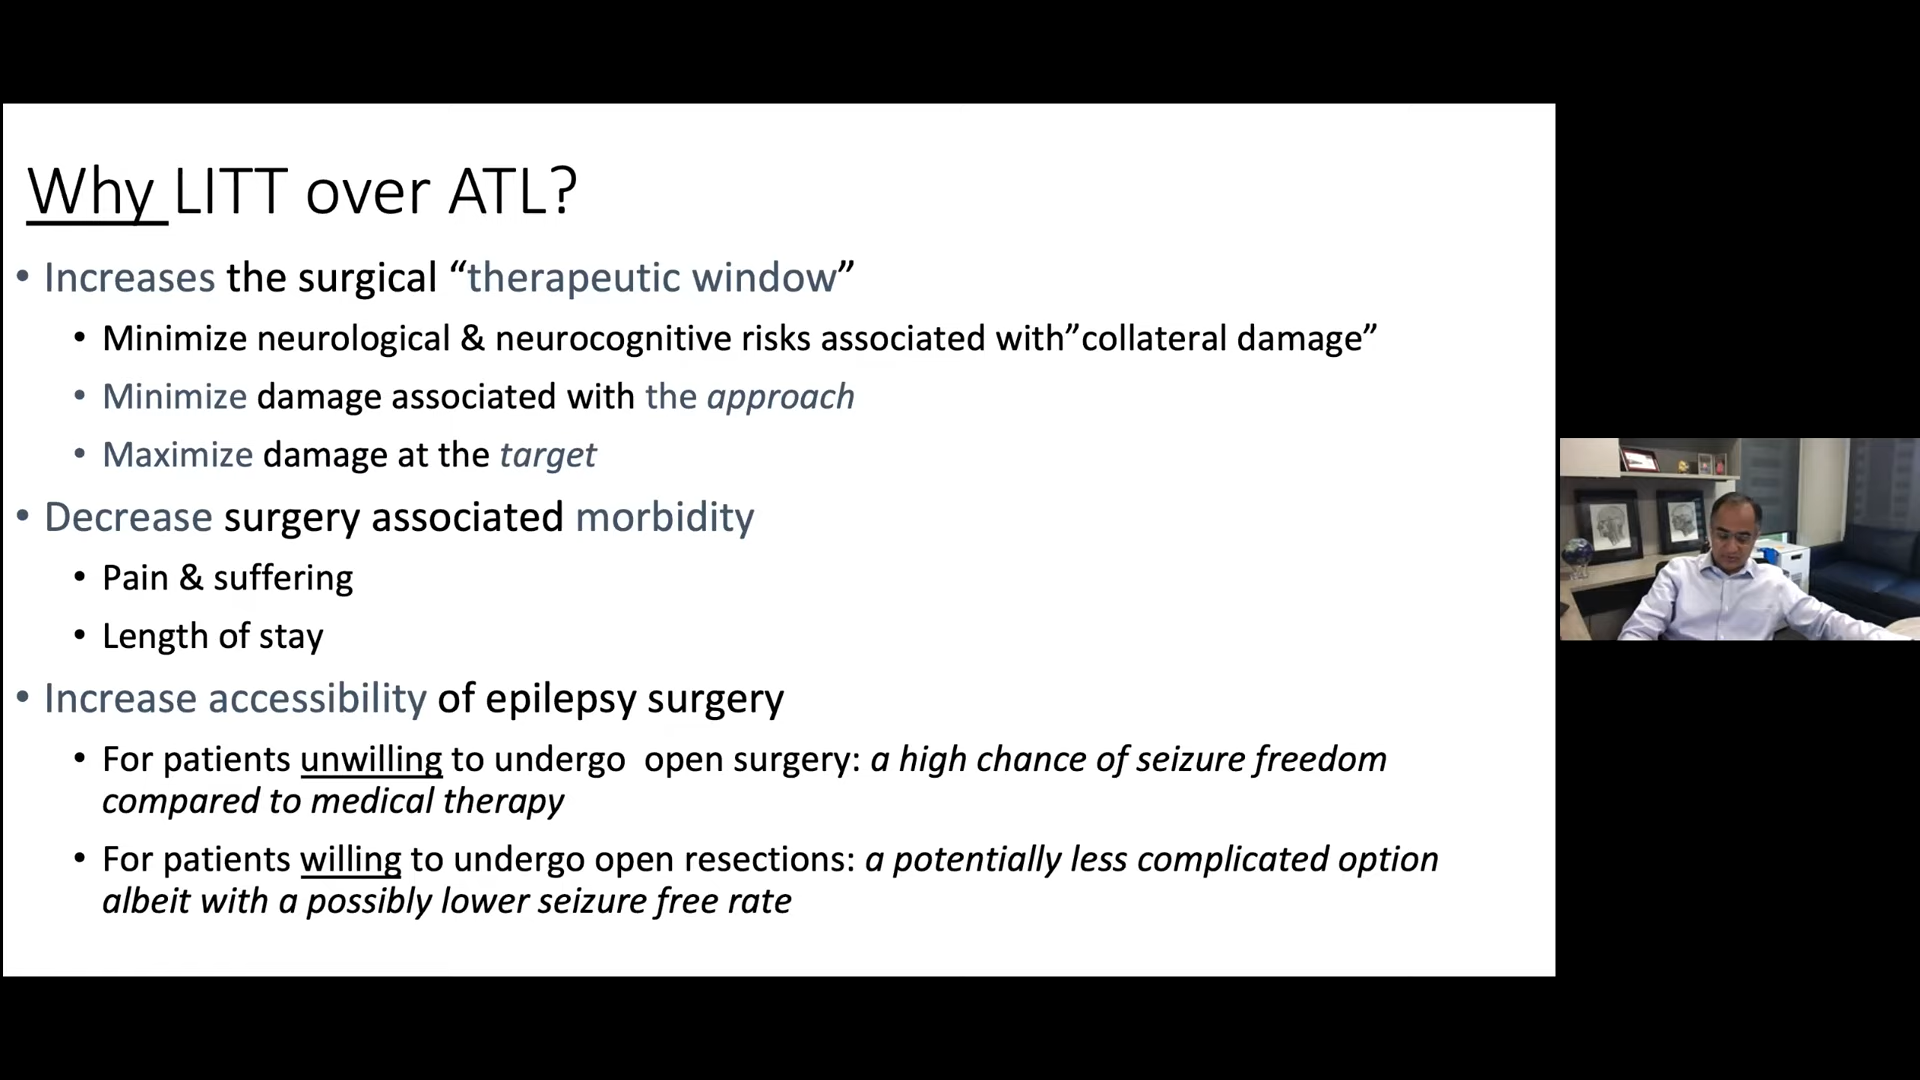 Why LITT over ATL?
• Increases the surgical “therapeutic window”
• Minimize neurological & neurocognitive risks associated with”collateral damage”
• Minimize damage associated with the approach
• Maximize damage at the target
• Decrease surgery associated morbidity
• Pain & suffering
• Length of stay
• Increase accessibility of epilepsy surgery
• For patients unwilling to undergo  open surgery: a high chance of seizure freedom
compared to medical therapy
• For patients willing to undergo open resections: a potentially less complicated option
albeit with a possibly lower seizure free rate